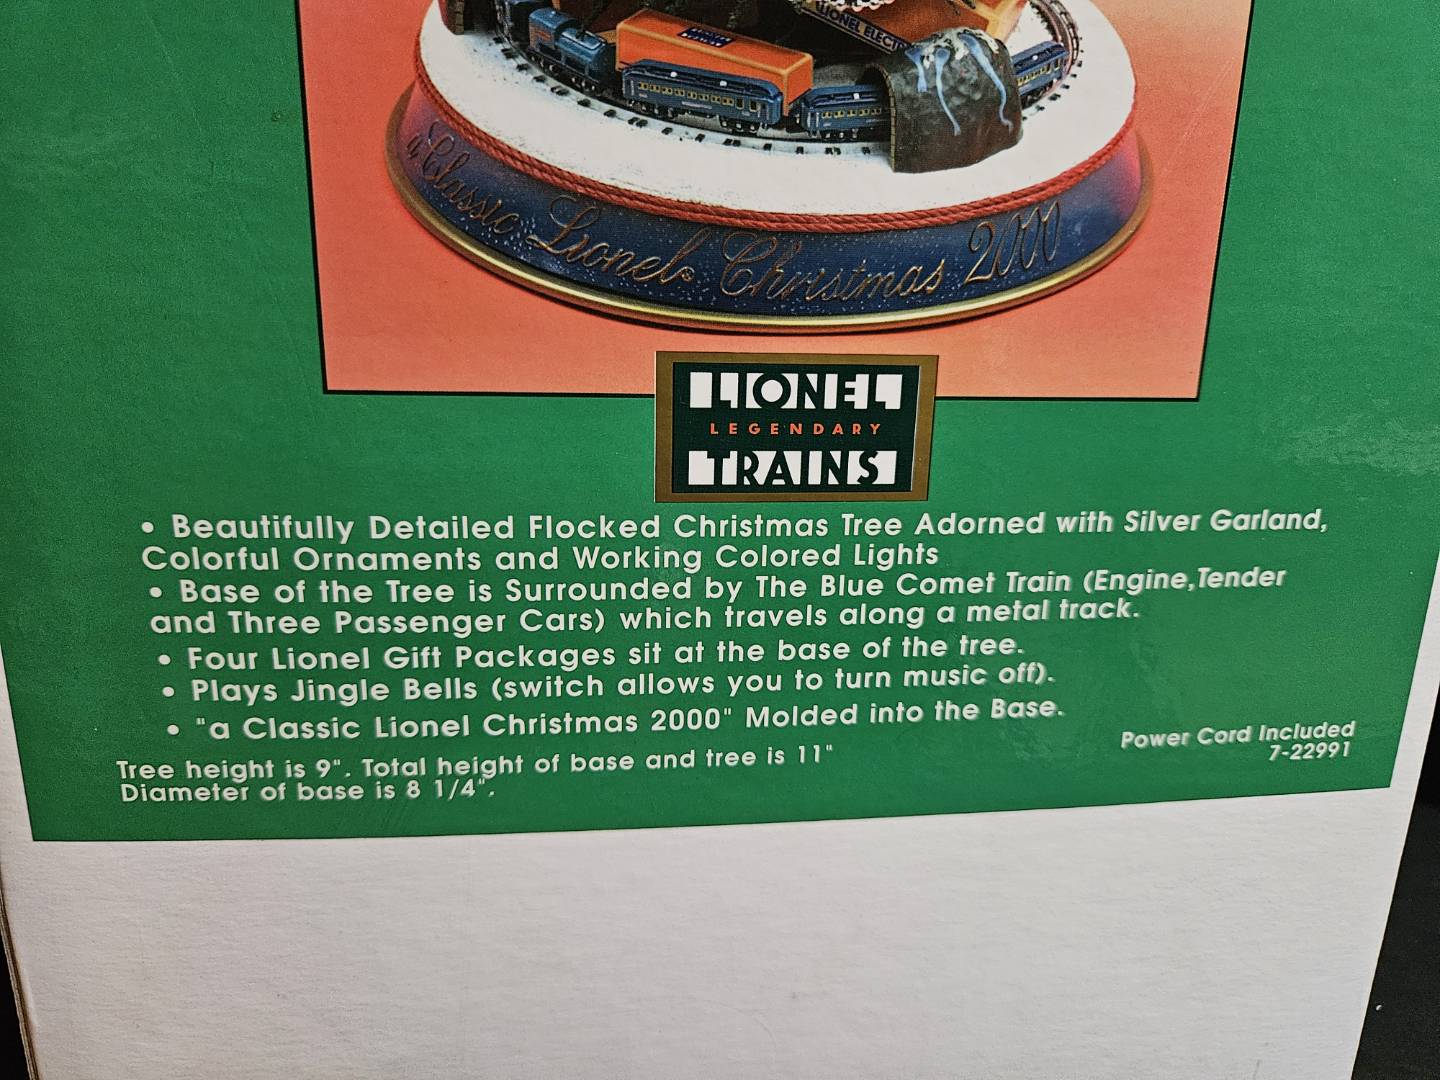 LIONEL ELECTR
a Classic Lionel® Christmas 2000
LIONEL
LEGENDARY
TRAINS
• Beautifully Detailed Flocked Christmas Tree Adorned with Silver Garland,
Colorful Ornaments and Working Colored Lights
• Base of the Tree is Surrounded by The Blue Comet Train (Engine,Tender
and Three Passenger Cars) which travels along a metal track.
• Four Lionel Gift Packages sit at the base of the tree.
• Plays Jingle Bells (switch allows you to turn music off).
• "a Classic Lionel Christmas 2000" Molded into the Base.
Tree height is 9". Total height of base and tree is 11"
Diameter of base is 8 1/4".
Power Cord Included
7-22991